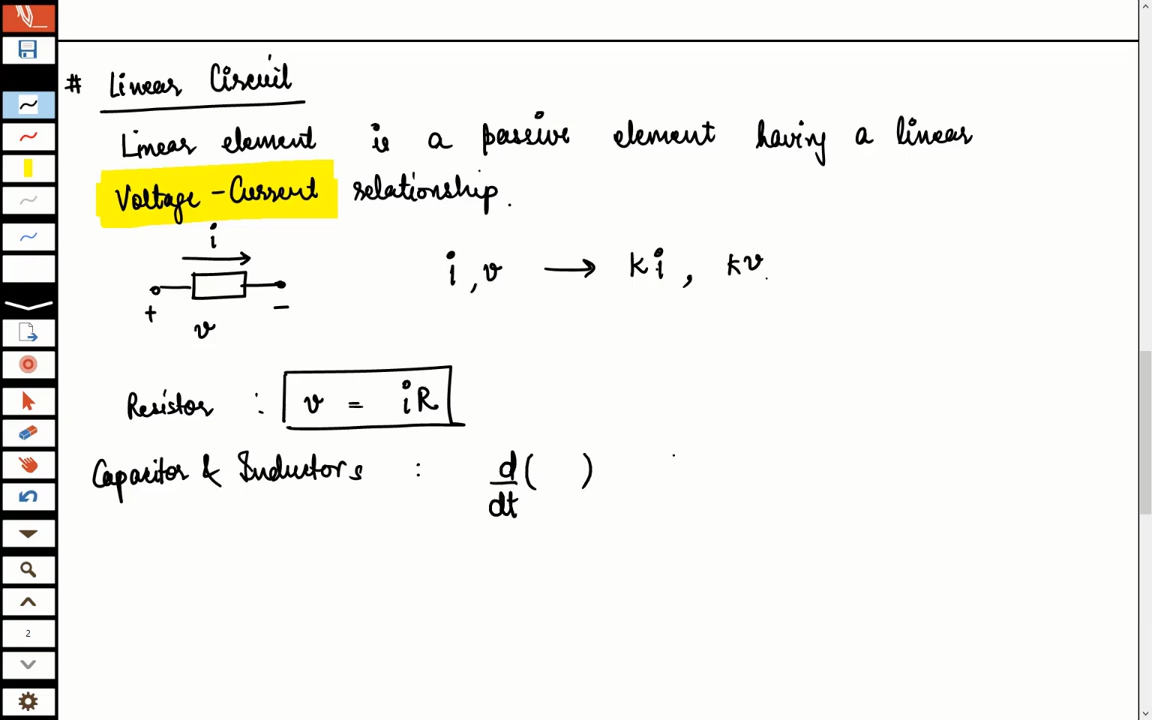 # Linear Circuit
Linear element is a passive element having a linear
Voltage - Current relationship.
i
+ -
v
i, v → Ki, Kv
Resistor : v = iR
Capacitor & Inductors : d/dt ( )
2